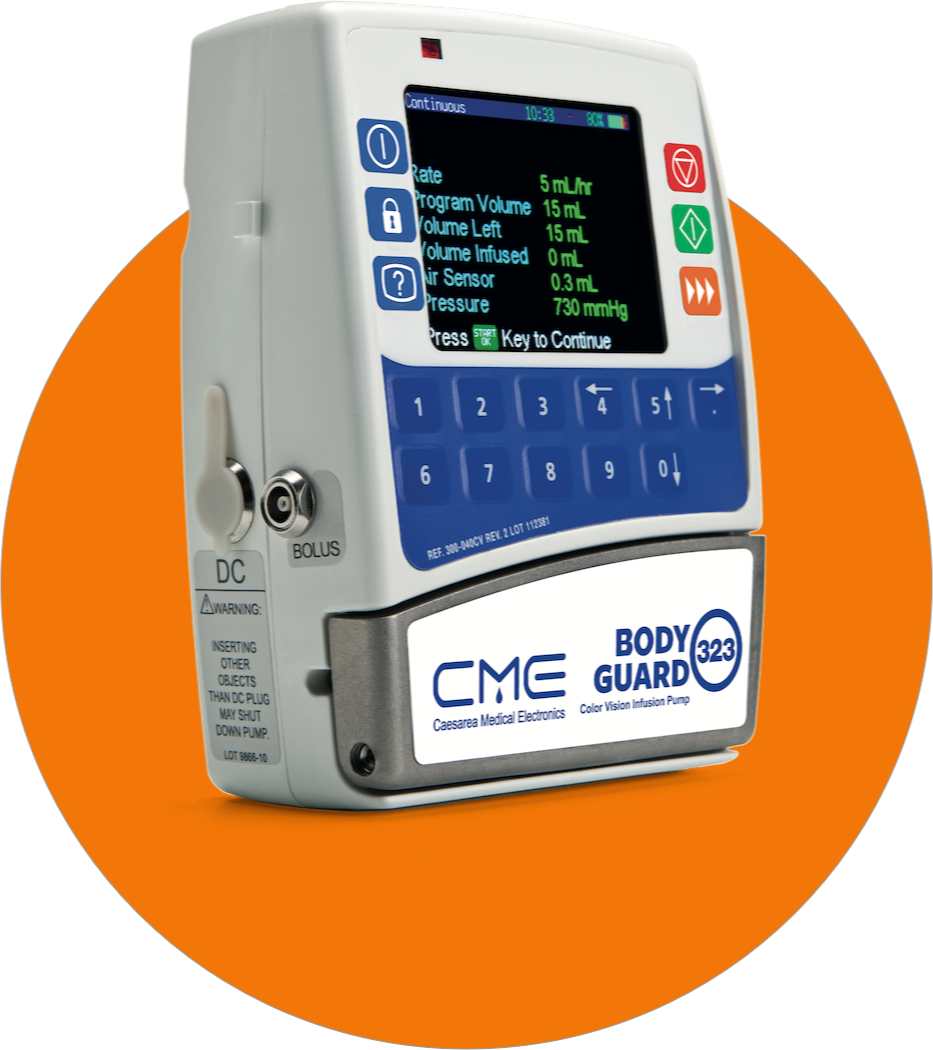 Continuous 10:33 - 80%
Rate 5 mL/hr
Program Volume 15 mL
Volume Left 15 mL
Volume Infused 0 mL
Air Sensor 0.3 mL
Pressure 730 mmHg
Press START OK Key to Continue
1 2 3 4 5 .
6 7 8 9 0
REF. 300-040CV REV. 2 LOT 112381
BOLUS
DC
WARNING:
INSERTING
OTHER
OBJECTS
THAN DC PLUG
MAY SHUT
DOWN PUMP.
LOT 9866-10
CME
Caesarea Medical Electronics
BODY
GUARD 323
Color Vision Infusion Pump